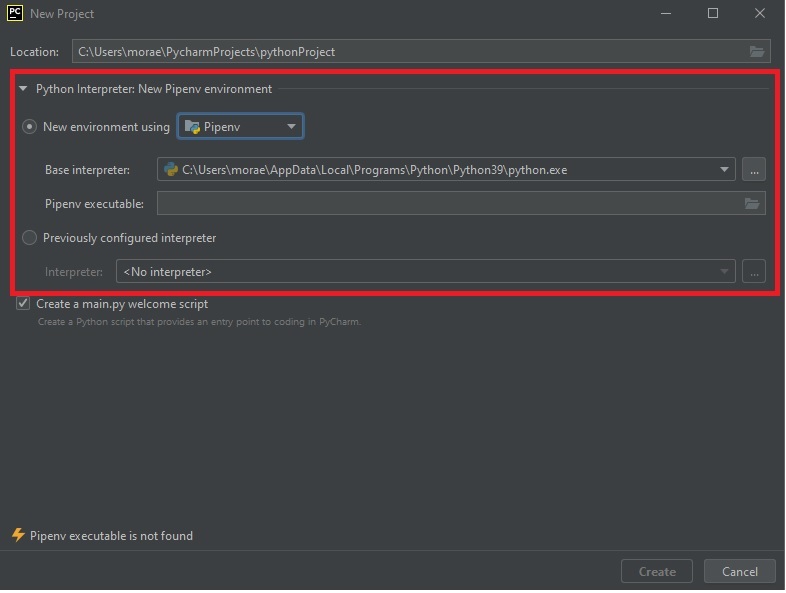 PC New Project
Location: C:\Users\morae\PycharmProjects\pythonProject
Python Interpreter: New Pipenv environment
New environment using Pipenv
Base interpreter: C:\Users\morae\AppData\Local\Programs\Python\Python39\python.exe ...
Pipenv executable:
Previously configured interpreter
Interpreter: <No interpreter> ...
Create a main.py welcome script
Create a Python script that provides an entry point to coding in PyCharm.
Pipenv executable is not found
Create Cancel